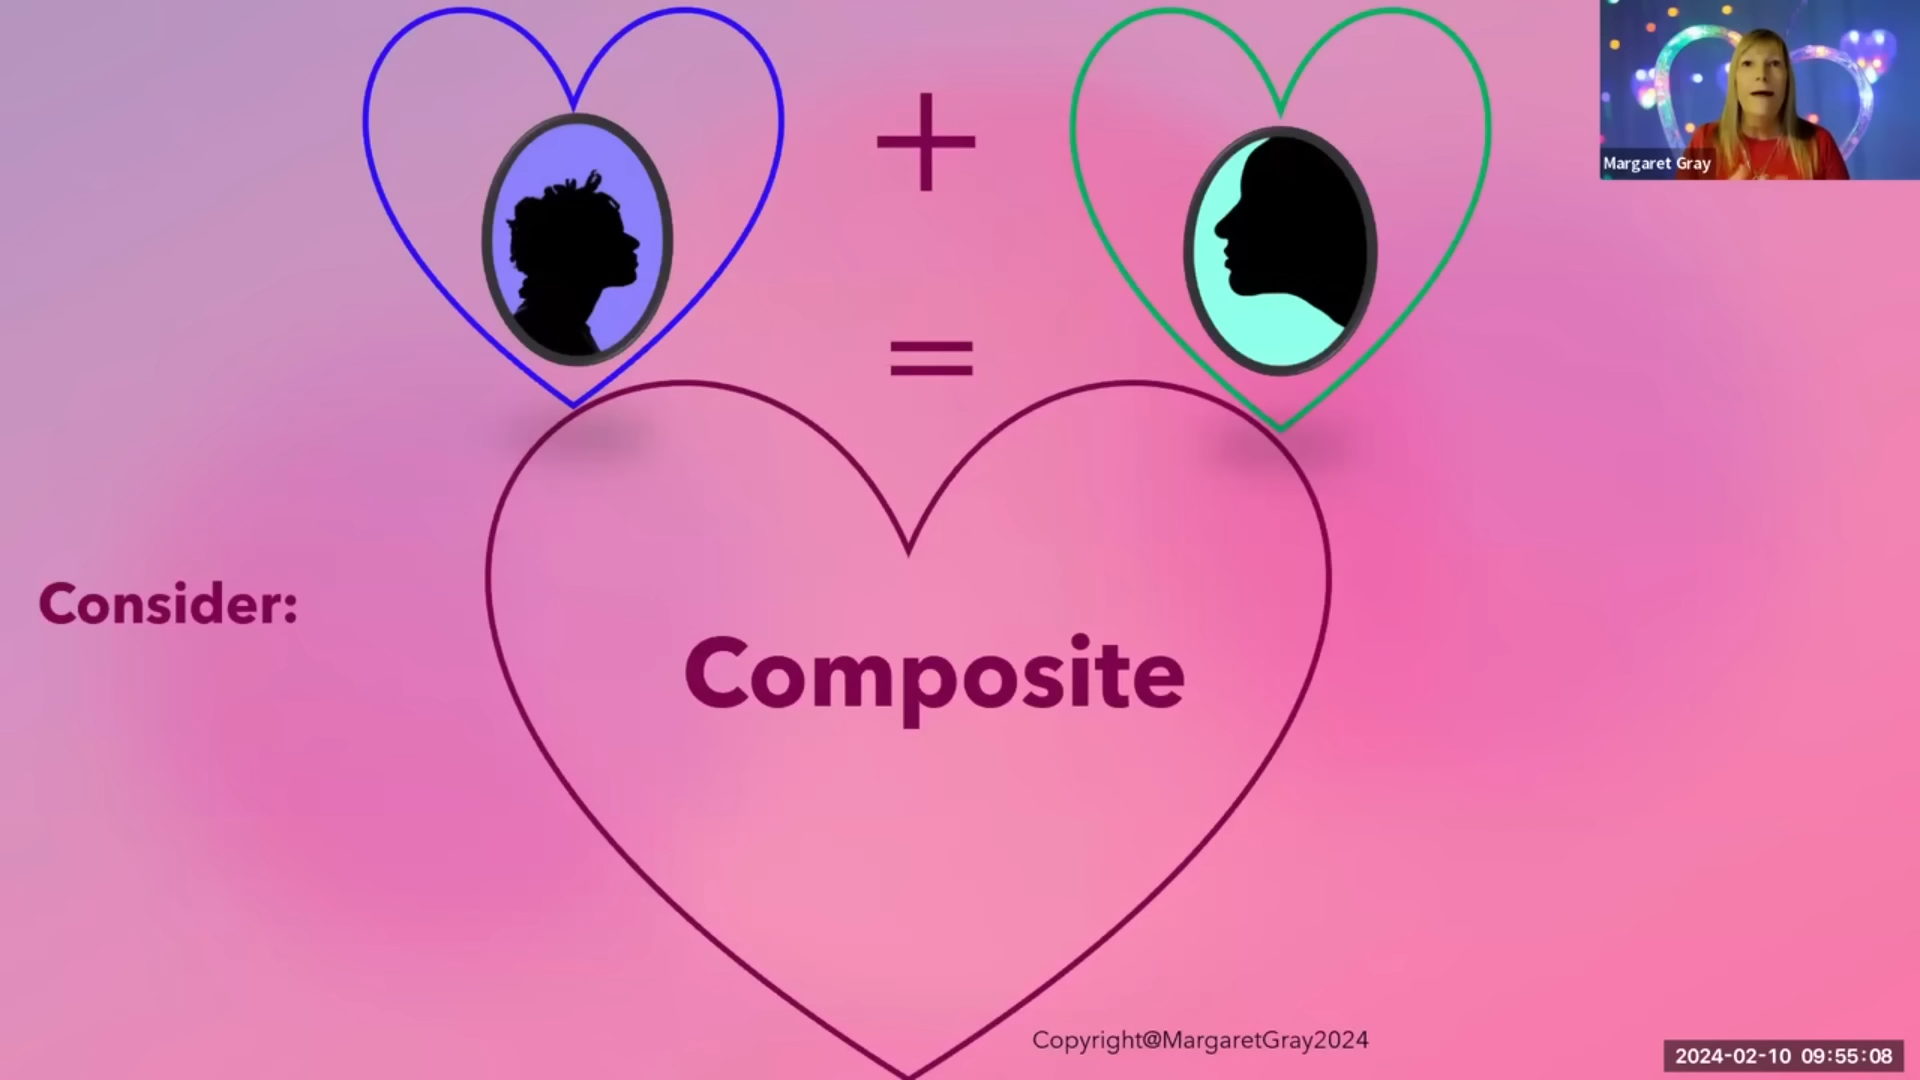 +
Margaret Gray
=
Consider:
Composite
Copyright@MargaretGray2024
2024-02-10 09:55:08